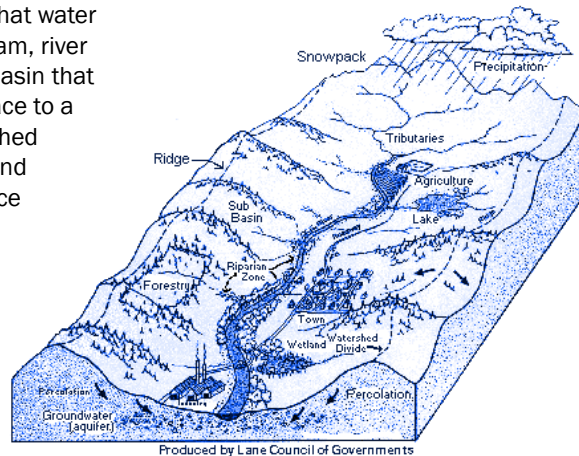 hat water
am, river
asin that
nce to a
hed
nd
ce
Snowpack
Precipitation
Tributaries
Ridge
Agriculture
Sub
Basin
Lake
Riparian
Zone
Forestry
Town
Wetland
Watershed
Divide
Percolation
Percolation
Groundwater
(aquifer)
Produced by Lane Council of Governments